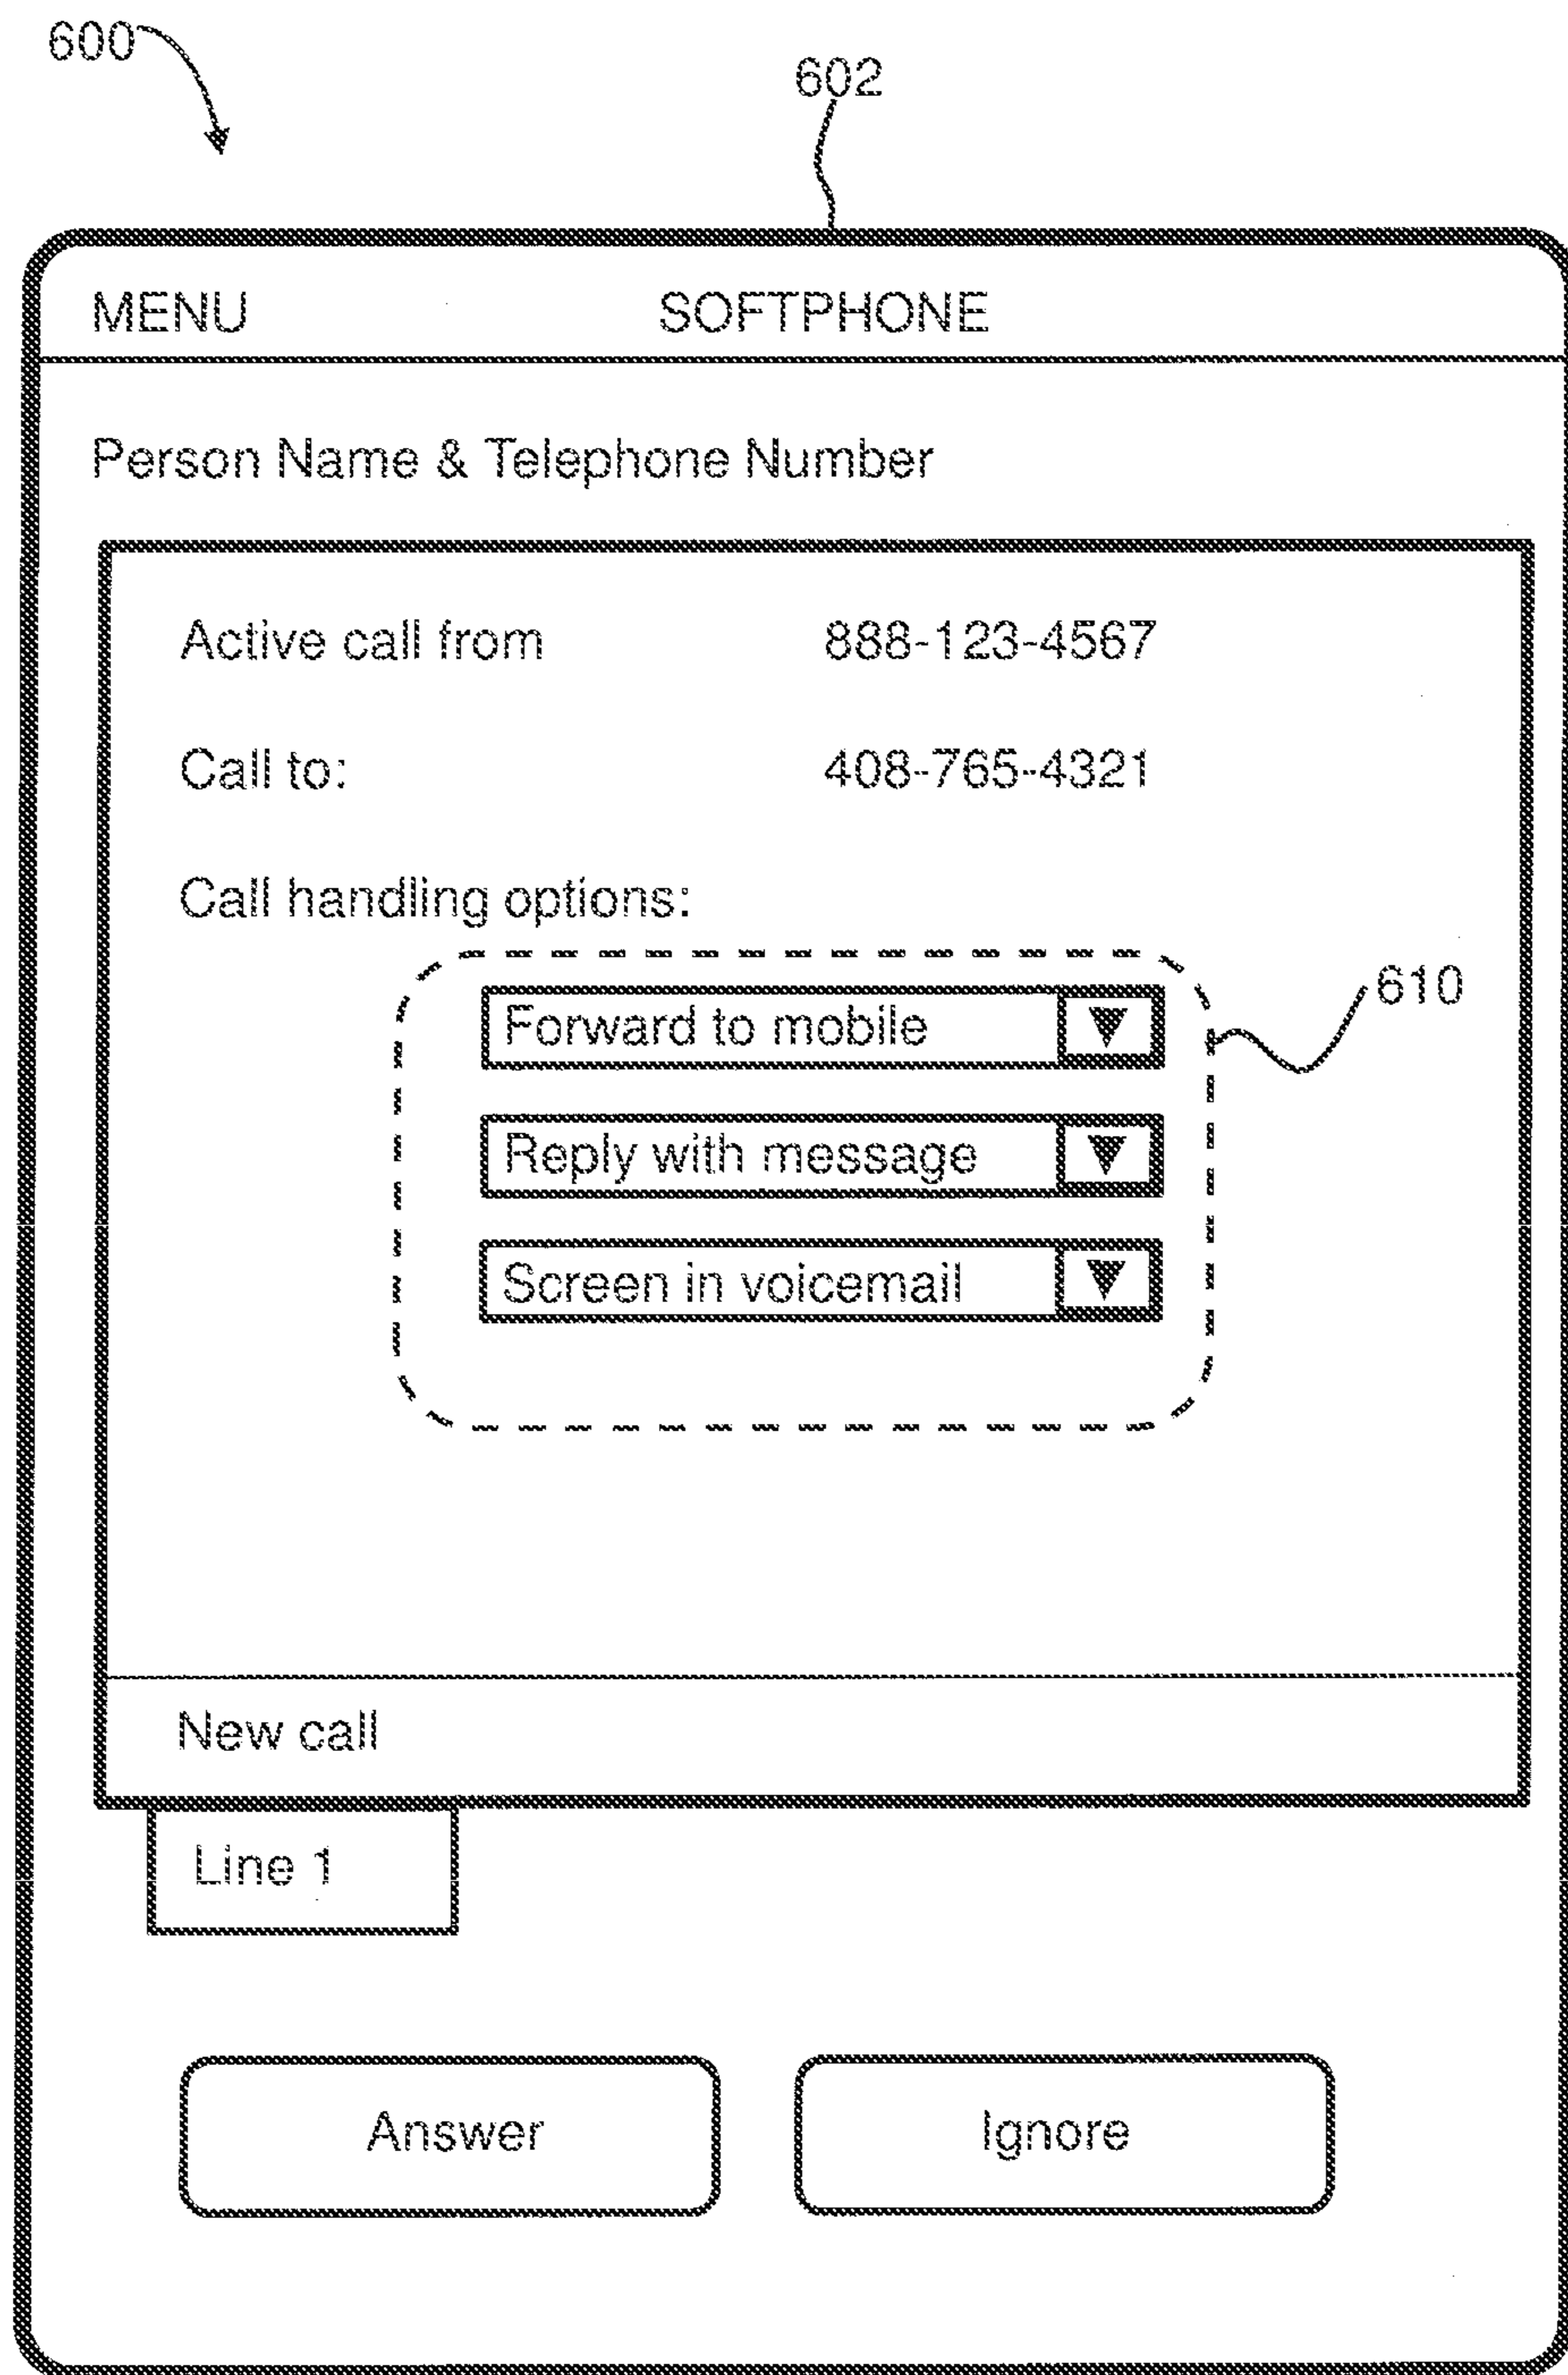 600
602
MENU SOFTPHONE
Person Name & Telephone Number
Active call from 888-123-4567
Call to: 408-765-4321
Call handling options:
610
Forward to mobile
Reply with message
Screen in voicemail
New call
Line 1
Answer Ignore